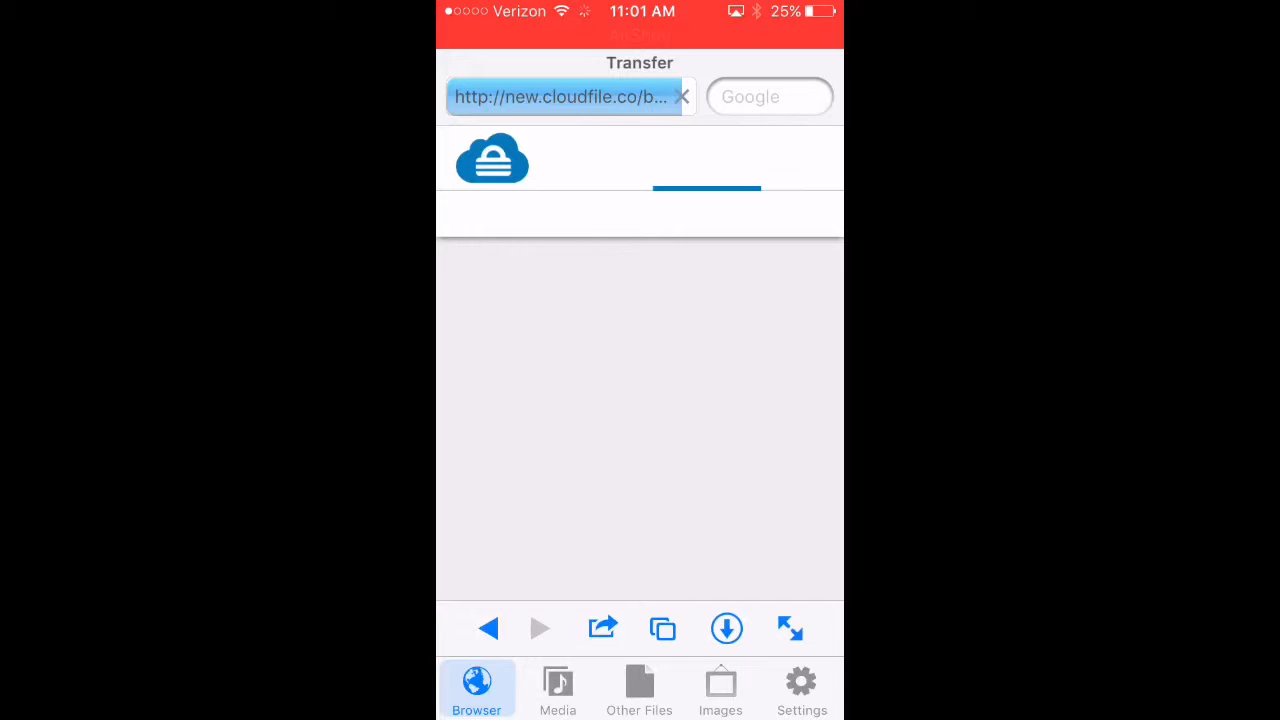 Verizon 11:01 AM 25%
Transfer
http://new.cloudfile.co/b... Google
Browser Media Other Files Images Settings